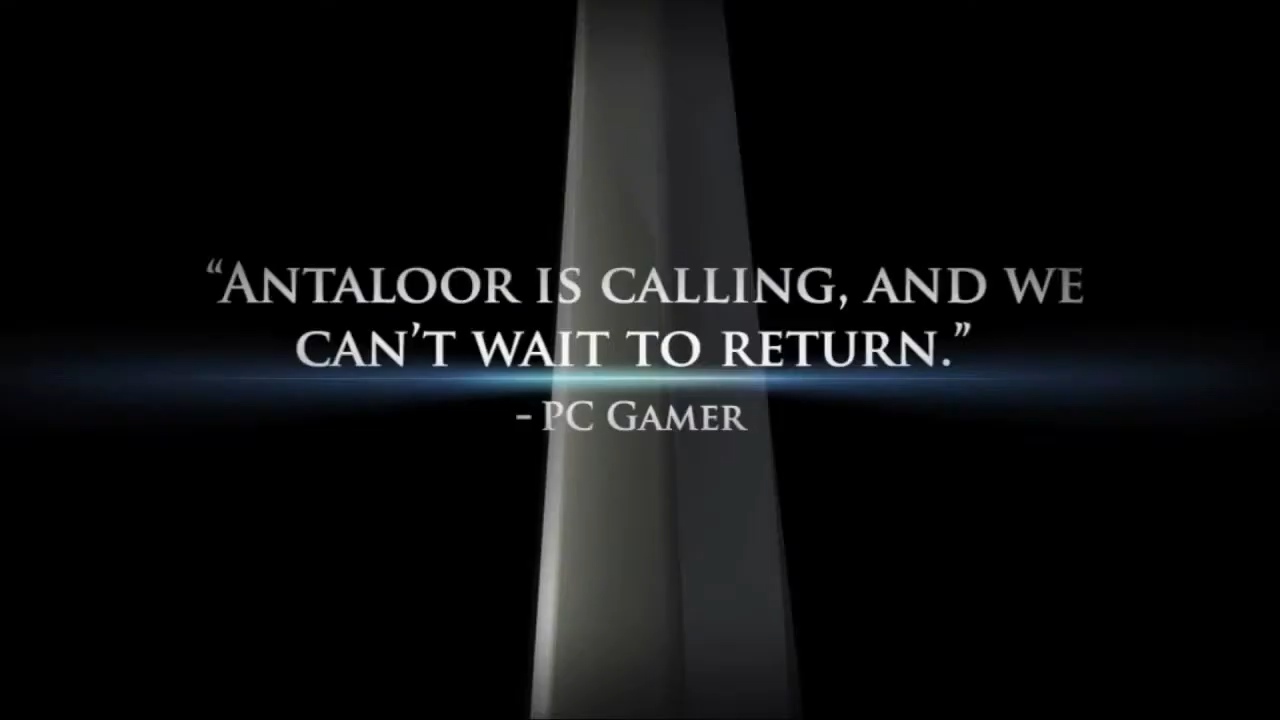 “Antaloor is calling, and we
can’t wait to return.”
- PC Gamer